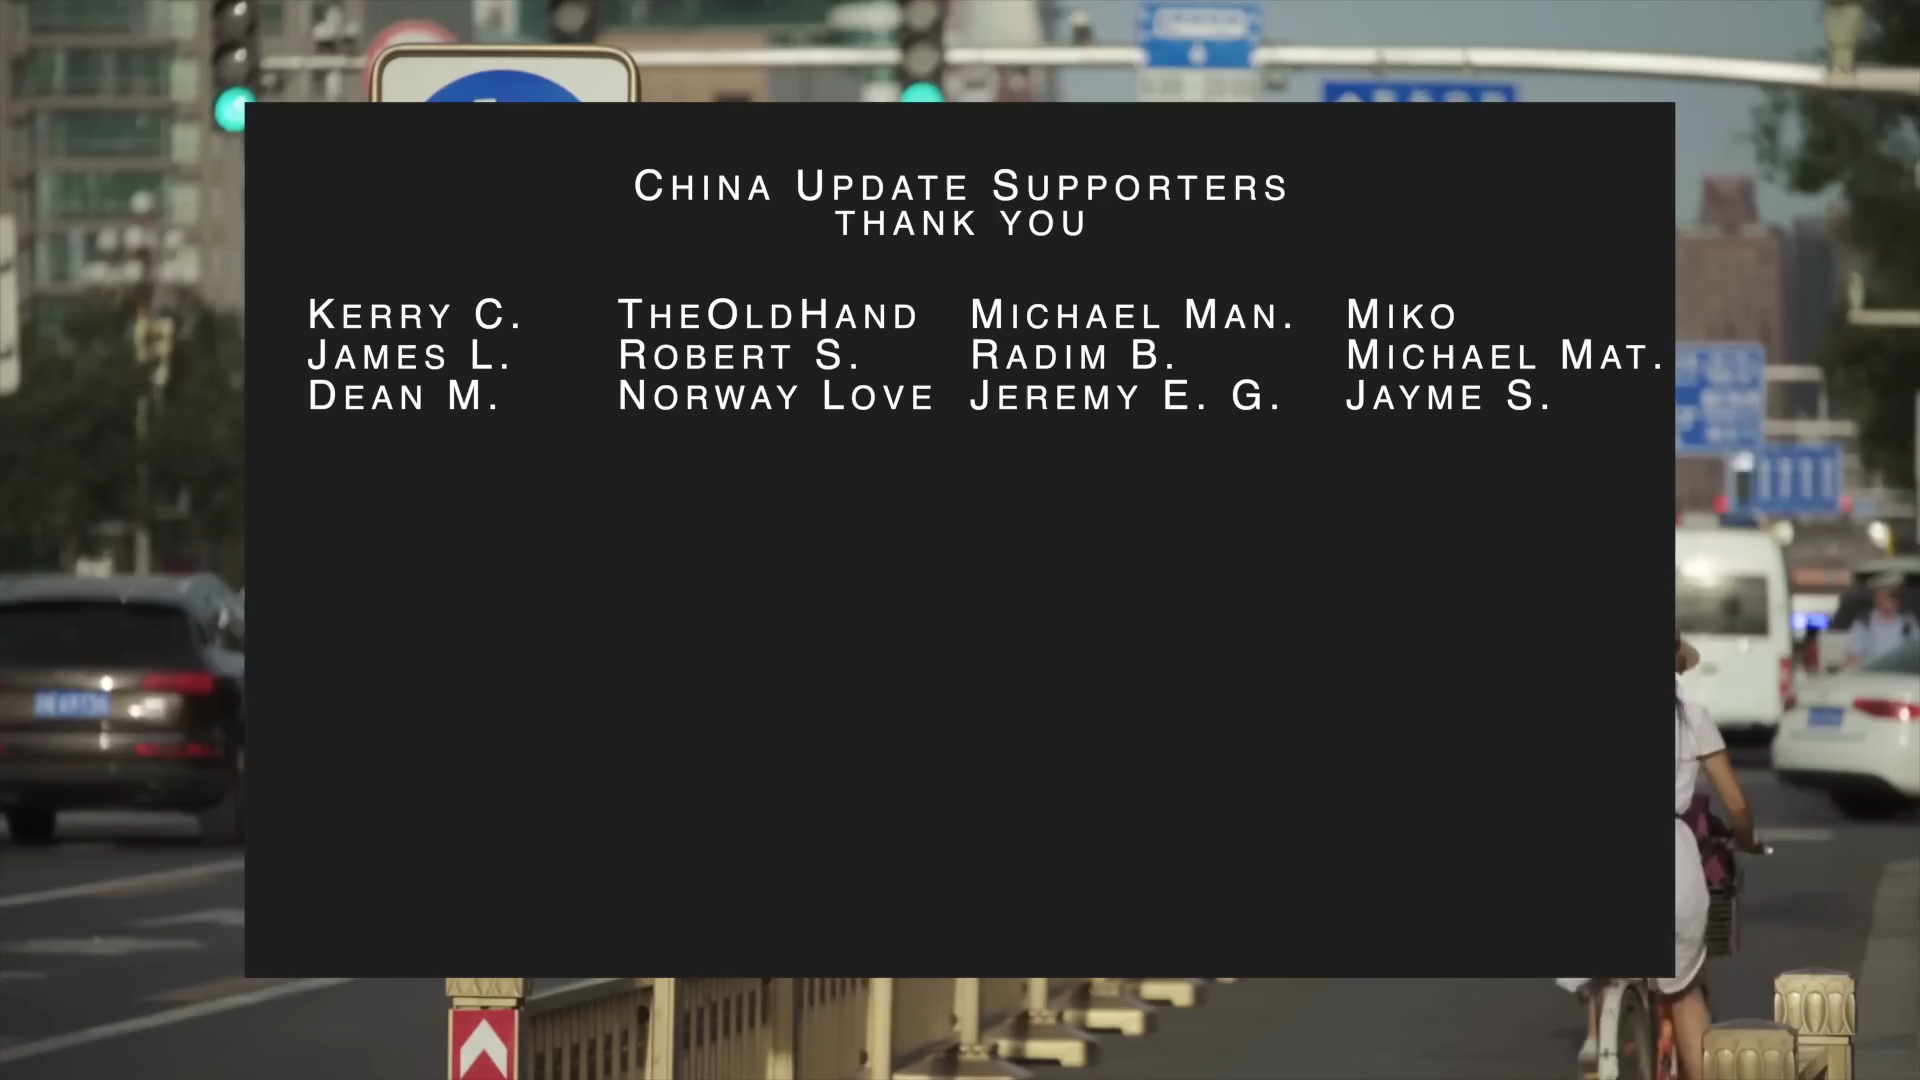 China Update Supporters
THANK YOU
Kerry C. TheOldHand Michael Man. Miko
James L. Robert S. Radim B. Michael Mat.
Dean M. Norway Love Jeremy E. G. Jayme S.